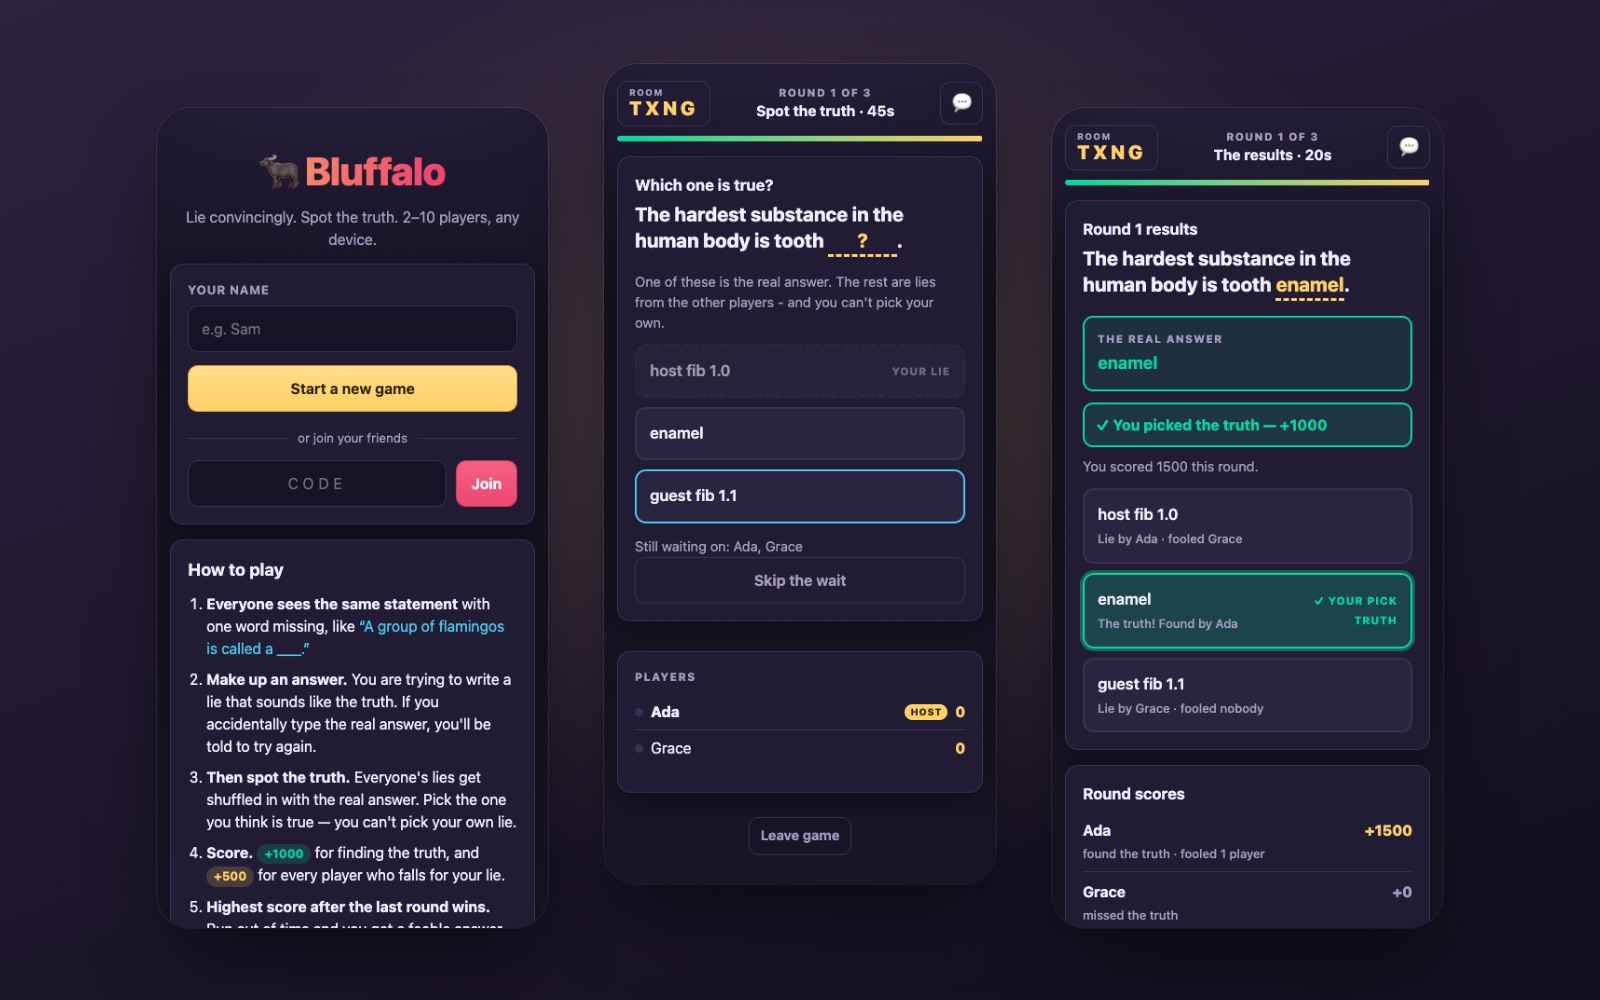 Bluffalo
Lie convincingly. Spot the truth. 2–10 players, any
device.
YOUR NAME
e.g. Sam
Start a new game
or join your friends
CODE
Join
How to play
1. Everyone sees the same statement with
one word missing, like “A group of flamingos
is called a ___.”
2. Make up an answer. You are trying to write a
lie that sounds like the truth. If you
accidentally type the real answer, you'll be
told to try again.
3. Then spot the truth. Everyone's lies get
shuffled in with the real answer. Pick the one
you think is true — you can't pick your own lie.
4. Score. +1000 for finding the truth, and
+500 for every player who falls for your lie.
5. Highest score after the last round wins.
Run out of time and you get a feeble answer
ROOM
TXNG
ROUND 1 OF 3
Spot the truth · 45s
Which one is true?
The hardest substance in the
human body is tooth ? .
One of these is the real answer. The rest are lies
from the other players - and you can't pick your
own.
host fib 1.0
YOUR LIE
enamel
guest fib 1.1
Still waiting on: Ada, Grace
Skip the wait
PLAYERS
Ada HOST 0
Grace 0
Leave game
ROOM
TXNG
ROUND 1 OF 3
The results · 20s
Round 1 results
The hardest substance in the
human body is tooth enamel.
THE REAL ANSWER
enamel
✓ You picked the truth — +1000
You scored 1500 this round.
host fib 1.0
Lie by Ada · fooled Grace
enamel
✓ YOUR PICK
The truth! Found by Ada
TRUTH
guest fib 1.1
Lie by Grace · fooled nobody
Round scores
Ada +1500
found the truth · fooled 1 player
Grace +0
missed the truth